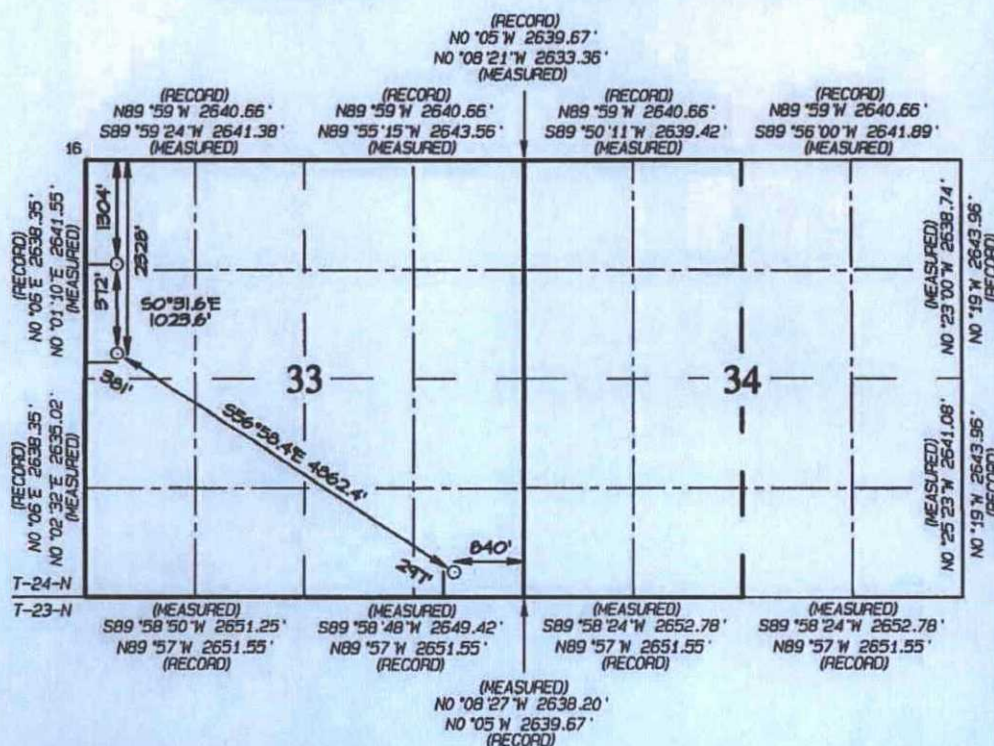 (RECORD)
N0 °05'W 2639.67'
N0 °08'21"W 2633.36'
(MEASURED)
(RECORD)
N89 °59'W 2640.66'
S89 °59'24"W 2641.38'
(MEASURED)
(RECORD)
N89 °59'W 2640.66'
N89 °55'15"W 2643.56'
(MEASURED)
(RECORD)
N89 °59'W 2640.66'
S89 °50'11"W 2639.42'
(MEASURED)
(RECORD)
N89 °59'W 2640.66'
S89 °56'00"W 2641.89'
(MEASURED)
16
(RECORD)
N0 °06'E 2638.35'
N0 °01'10"E 2641.55'
(MEASURED)
1304'
2328'
372'
S0°31.6'E
1023.6'
381'
33
34
(MEASURED)
N0 °23'00"W 2638.74'
N0 °19'W 2643.96'
(RECORD)
(RECORD)
N0 °06'E 2638.35'
N0 °02'32"E 2635.02'
(MEASURED)
S56°58.4'E 4862.4'
840'
297'
(MEASURED)
N0 °25'23"W 2641.08'
N0 °19'W 2643.96'
(RECORD)
T-24-N
T-23-N
(MEASURED)
S89 °58'50"W 2651.25'
N89 °57'W 2651.55'
(RECORD)
(MEASURED)
S89 °58'48"W 2649.42'
N89 °57'W 2651.55'
(RECORD)
(MEASURED)
S89 °58'24"W 2652.78'
N89 °57'W 2651.55'
(RECORD)
(MEASURED)
S89 °58'24"W 2652.78'
N89 °57'W 2651.55'
(RECORD)
(MEASURED)
N0 °08'27"W 2638.20'
N0 °05'W 2639.67'
(RECORD)